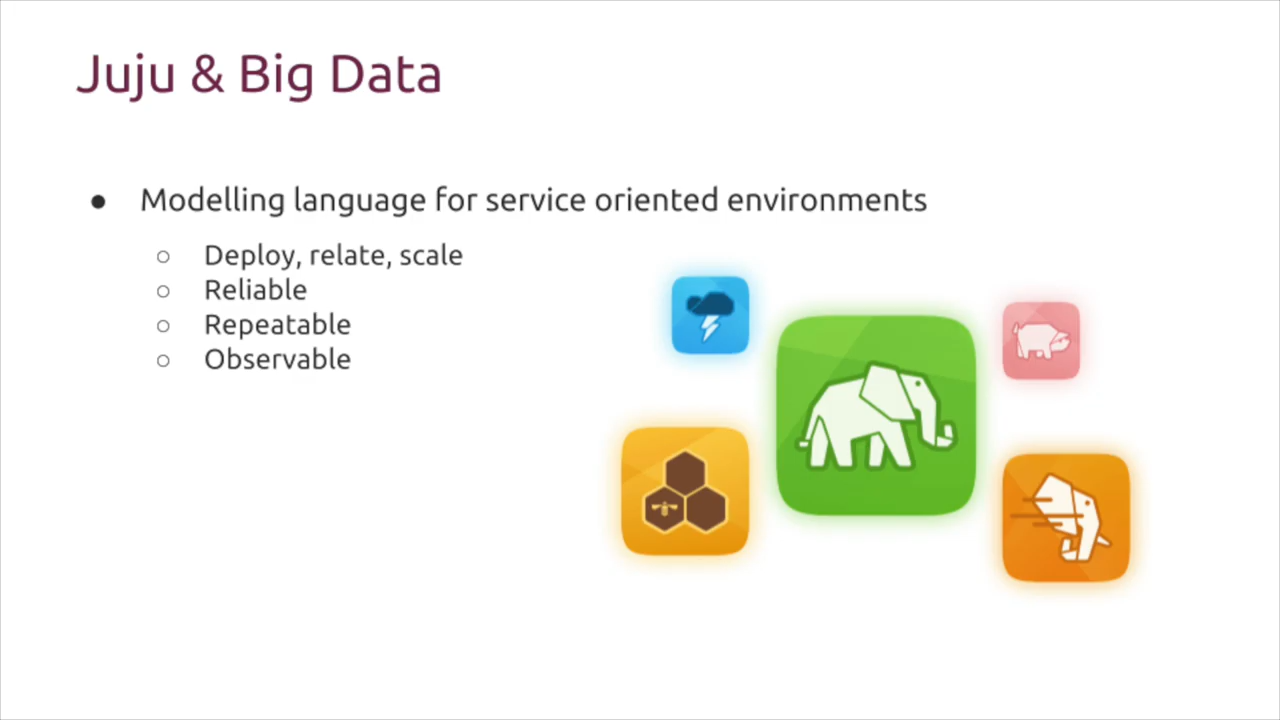 Juju & Big Data
● Modelling language for service oriented environments
○ Deploy, relate, scale
○ Reliable
○ Repeatable
○ Observable